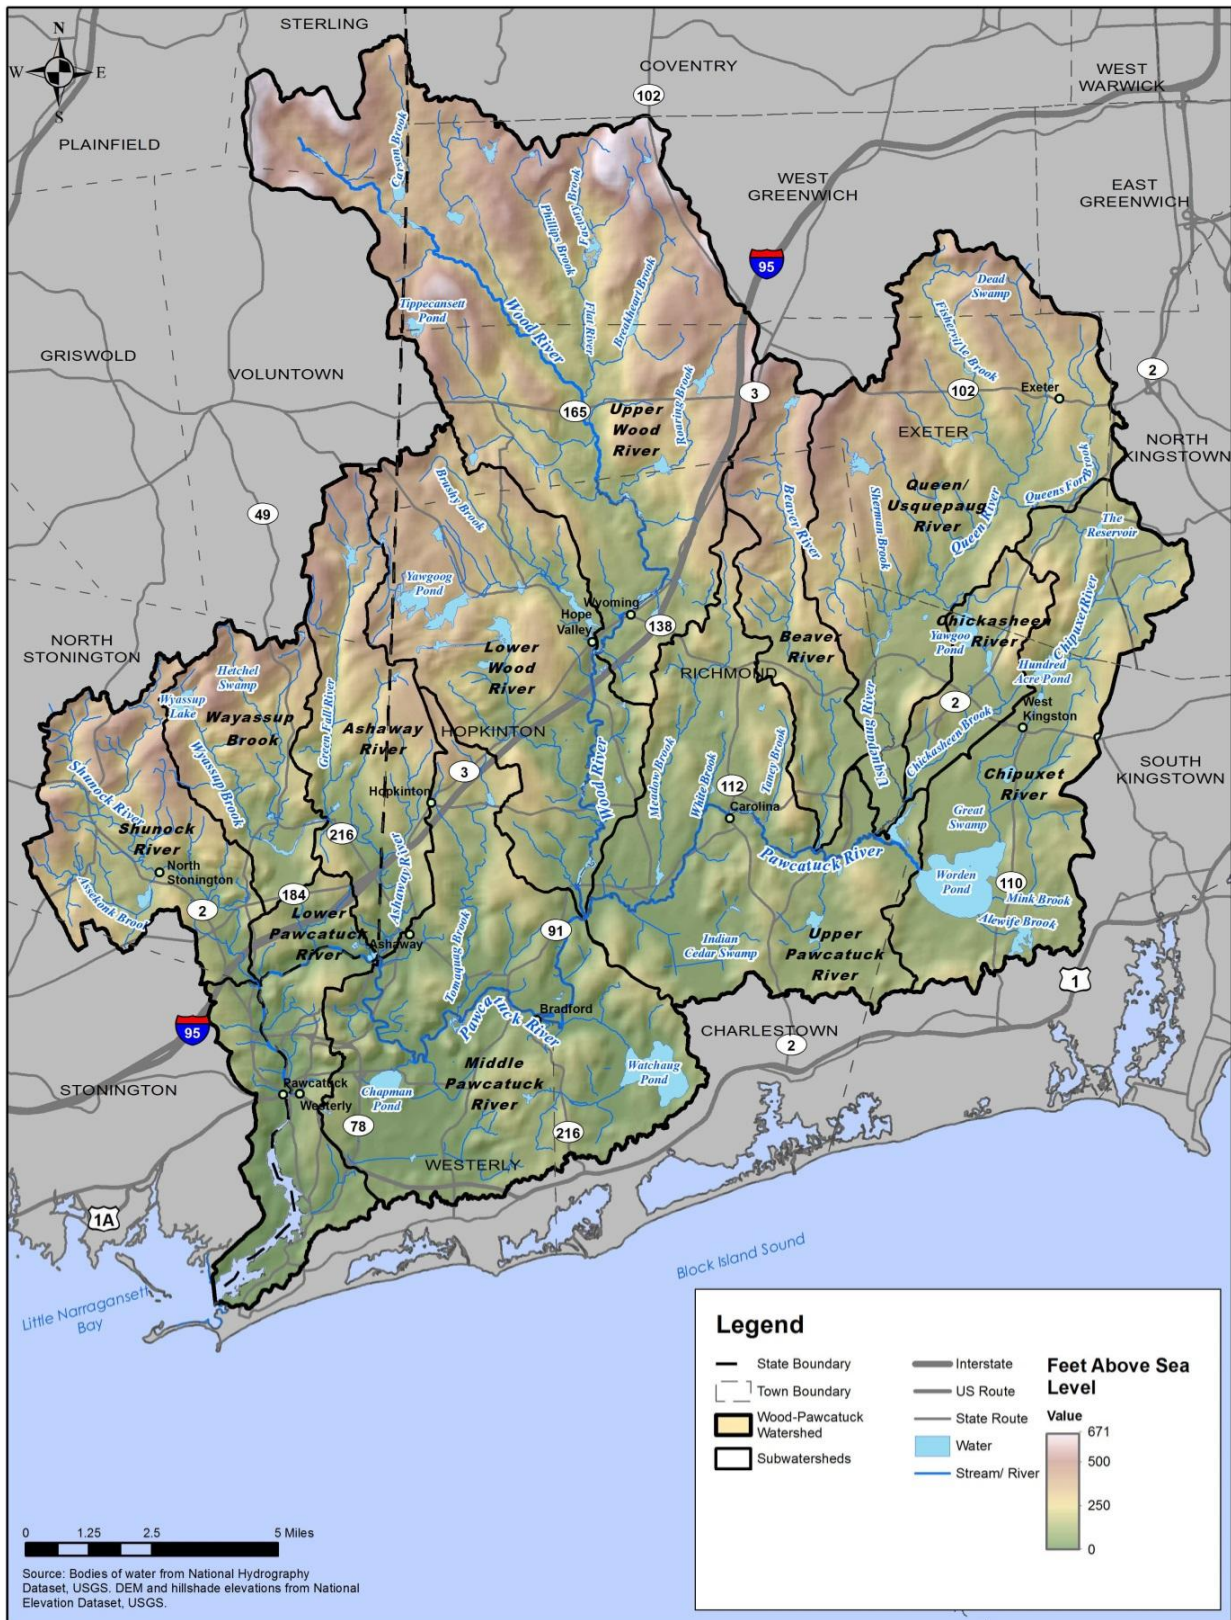 STERLING
N
W
E
S
COVENTRY
102
WEST
WARWICK
PLAINFIELD
Carson Brook
WEST
GREENWICH
EAST
GREENWICH
Phillips Brook
Factory Brook
95
Dead
Swamp
Tippecansett
Pond
Wood River
Flat River
Breakheart Brook
Fisherville Brook
GRISWOLD
VOLUNTOWN
2
3
102
Exeter
165
Upper
Wood
River
Roaring Brook
EXETER
NORTH
KINGSTOWN
Brushy Brook
Beaver River
Sherman Brook
Queen/
Usquepaug
River
Queen River
Queens Fort Brook
49
The
Reservoir
Yawgoog
Pond
Wyoming
Hope
Valley
138
Chipuxet River
Chickasheen
River
Yawgoo
Pond
NORTH
STONINGTON
Hetchel
Swamp
Lower
Wood
River
Beaver
River
RICHMOND
Hundred
Acre Pond
Wyassup
Lake
Wayassup
Brook
Green Fall River
Ashaway
River
HOPKINTON
2
West
Kingston
Wyassup Brook
Wood River
Meadow Brook
White Brook
Taney Brook
Usquepaug River
Chickasheen Brook
SOUTH
KINGSTOWN
Shunock River
3
Hopkinton
112
Carolina
Chipuxet
River
Shunock
River
216
Ashaway River
Great
Swamp
Pawcatuck River
North
Stonington
Assekonk Brook
184
2
Worden
Pond
110
Mink Brook
Alewife Brook
Lower
Pawcatuck
River
Ashaway
Tomahaug Brook
91
Indian
Cedar Swamp
Upper
Pawcatuck
River
1
95
Pawcatuck River
Bradford
CHARLESTOWN
2
STONINGTON
Pawcatuck
Westerly
Chapman
Pond
Middle
Pawcatuck
River
Watchaug
Pond
78
216
WESTERLY
1A
Block Island Sound
Little Narragansett
Bay
Legend
State Boundary
Town Boundary
Wood-Pawcatuck
Watershed
Subwatersheds
Interstate
US Route
State Route
Water
Stream/ River
Feet Above Sea
Level
Value
671
500
250
0
0 1.25 2.5 5 Miles
Source: Bodies of water from National Hydrography
Dataset, USGS. DEM and hillshade elevations from National
Elevation Dataset, USGS.